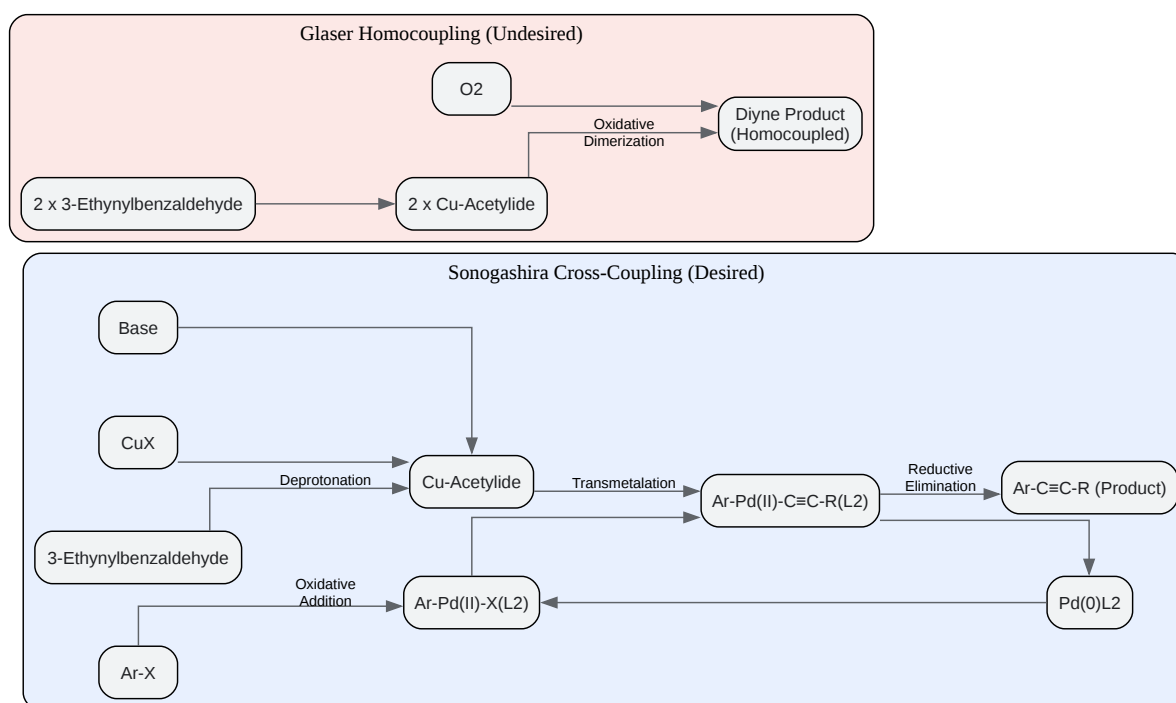 Glaser Homocoupling (Undesired)
O2
Diyne Product
(Homocoupled)
Oxidative
Dimerization
2 x 3-Ethynylbenzaldehyde
2 x Cu-Acetylide
Sonogashira Cross-Coupling (Desired)
Base
CuX
Deprotonation
Cu-Acetylide
Transmetalation
Ar-Pd(II)-C≡C-R(L2)
Reductive
Elimination
Ar-C≡C-R (Product)
3-Ethynylbenzaldehyde
Oxidative
Addition
Ar-Pd(II)-X(L2)
Pd(0)L2
Ar-X